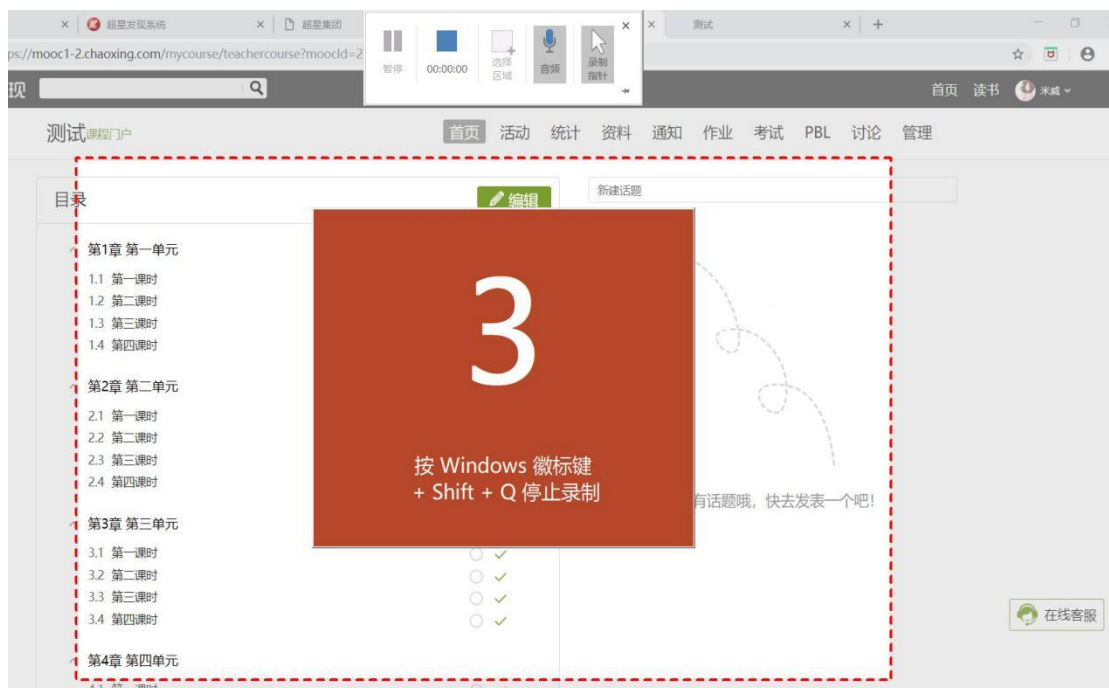 超星发现系统
超星集团
测试
ps://mooc1-2.chaoxing.com/mycourse/teachercourse?moocId=2
暂停
00:00:00
选择
区域
音频
录制
指针
现
首页 读书 米威
测试 课程门户
首页 活动 统计 资料 通知 作业 考试 PBL 讨论 管理
目录
编辑
新建话题
第1章 第一单元
1.1 第一课时
1.2 第二课时
1.3 第三课时
1.4 第四课时
第2章 第二单元
2.1 第一课时
2.2 第二课时
2.3 第三课时
2.4 第四课时
第3章 第三单元
3.1 第一课时
3.2 第二课时
3.3 第三课时
3.4 第四课时
第4章 第四单元
3
按 Windows 徽标键
+ Shift + Q 停止录制
有话题哦，快去发表一个吧！
在线客服